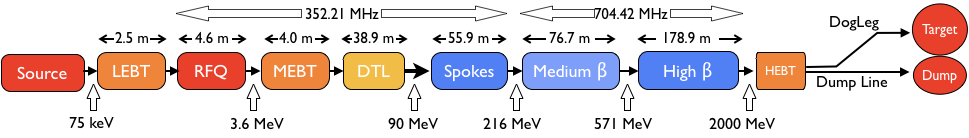 352.21 MHz 704.42 MHz
2.5 m 4.6 m 4.0 m 38.9 m 55.9 m 76.7 m 178.9 m
DogLeg
Target
Source LEBT RFQ MEBT DTL Spokes Medium β High β HEBT
Dump Line
Dump
75 keV 3.6 MeV 90 MeV 216 MeV 571 MeV 2000 MeV